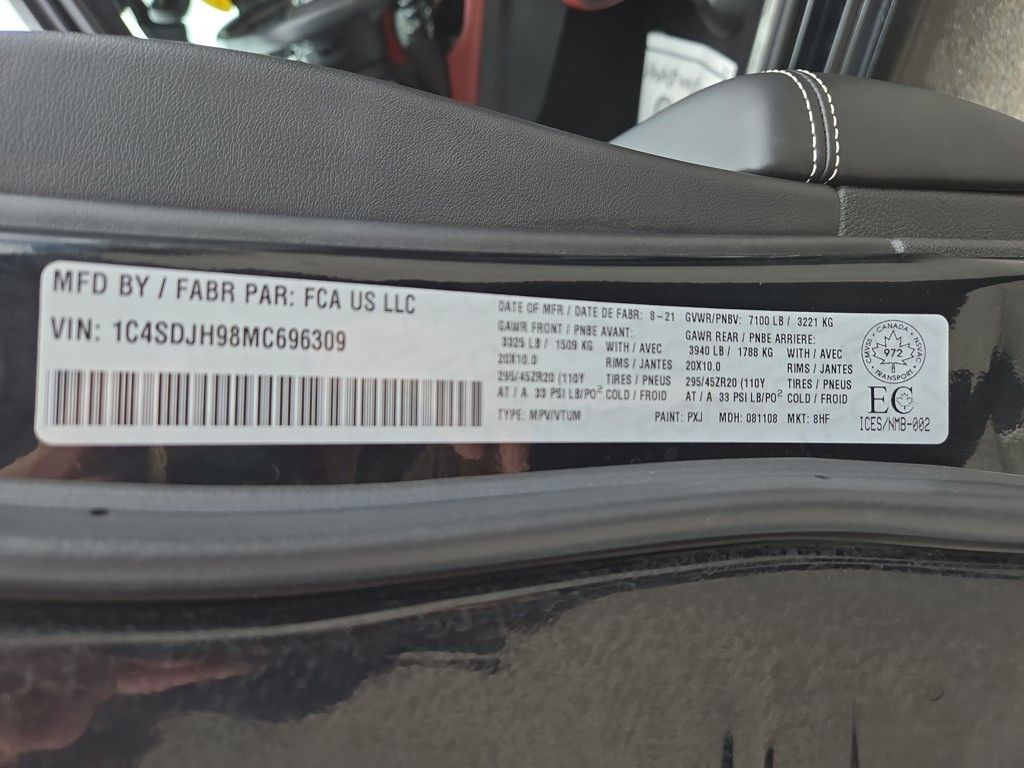 MFD BY / FABR PAR: FCA US LLC
VIN: 1C4SDJH98MC696309
DATE OF MFR / DATE DE FABR: 8-21
GAWR FRONT / PNBE AVANT:
3325 LB / 1509 KG WITH / AVEC
20X10.0 RIMS / JANTES
295/45ZR20 (110Y TIRES / PNEUS
AT / A 33 PSI LB/PO² COLD / FROID
TYPE: MPV/VTUM
GVWR/PNBV: 7100 LB / 3221 KG
GAWR REAR / PNBE ARRIERE:
3940 LB / 1788 KG WITH / AVEC
20X10.0 RIMS / JANTES
295/45ZR20 (110Y TIRES / PNEUS
AT / A 33 PSI LB/PO² COLD / FROID
PAINT: PXJ MDH: 081108 MKT: 8HF
CANADA
CMVSS
NSVAC
972
TRANSPORT
EC
ICES/NMB-002